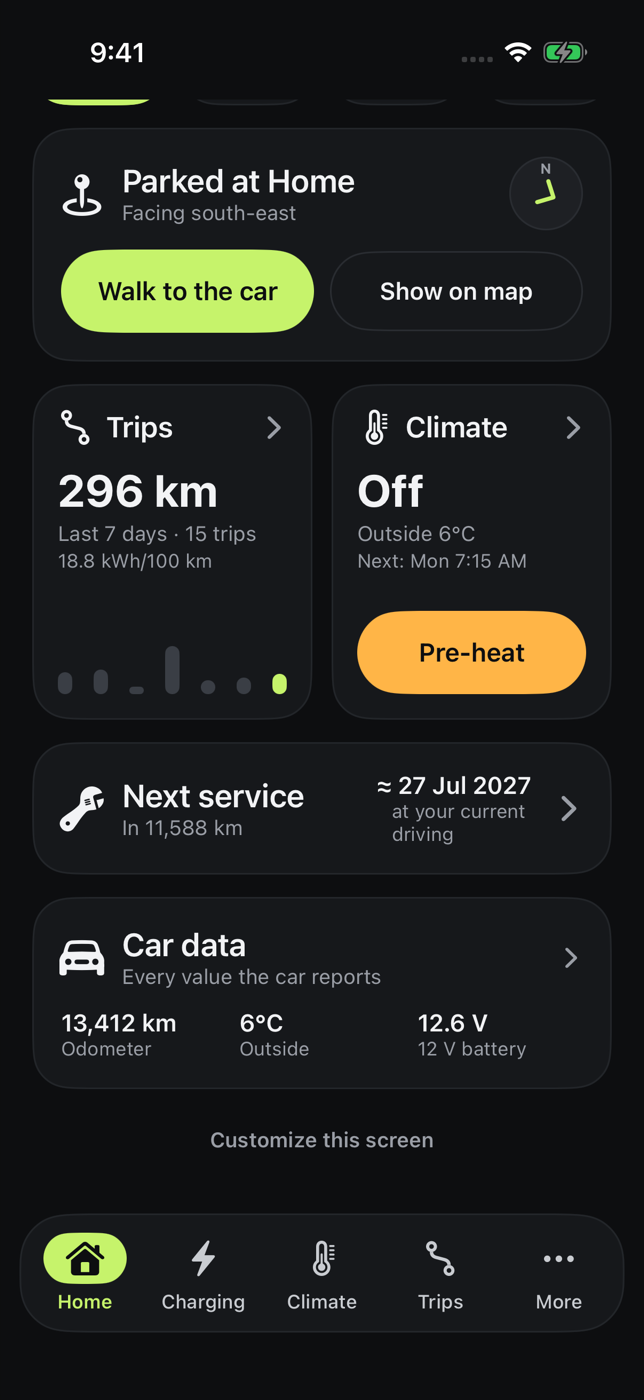 9:41
Parked at Home
Facing south-east
N
Walk to the car
Show on map
Trips
296 km
Last 7 days · 15 trips
18.8 kWh/100 km
Climate
Off
Outside 6°C
Next: Mon 7:15 AM
Pre-heat
Next service
In 11,588 km
≈ 27 Jul 2027
at your current
driving
Car data
Every value the car reports
13,412 km
Odometer
6°C
Outside
12.6 V
12 V battery
Customize this screen
Home
Charging
Climate
Trips
More